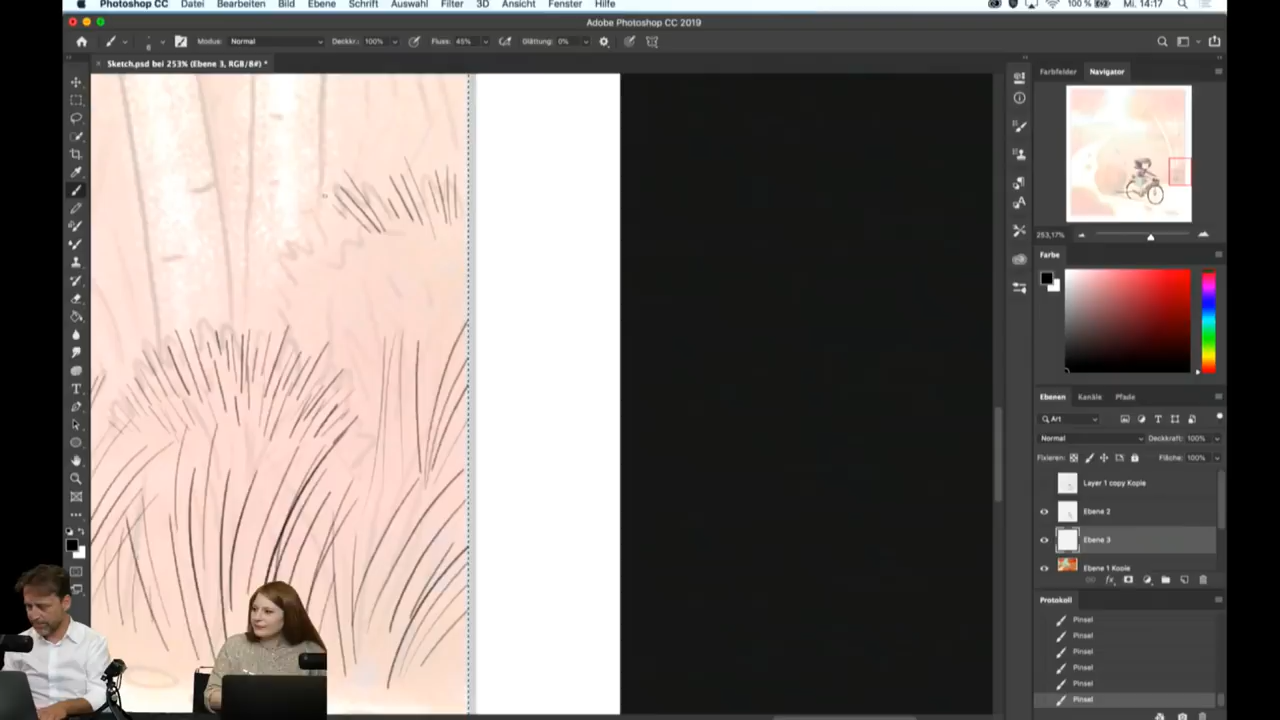 Photoshop CC Datei Bearbeiten Bild Ebene Schrift Auswahl Filter 3D Ansicht Fenster Hilfe 100 % Mi. 14:17
Adobe Photoshop CC 2019
Modus: Normal Deckkr.: 100% Fluss: 45% Glättung: 0%
× Sketch.psd bei 253% (Ebene 3, RGB/8#) *
Farbfelder Navigator
253,17%
Farbe
Ebenen Kanäle Pfade
Art
Normal Deckkraft: 100%
Fixieren: Fläche: 100%
Layer 1 copy Kopie
Ebene 2
Ebene 3
Ebene 1 Kopie
Protokoll
Pinsel
Pinsel
Pinsel
Pinsel
Pinsel
Pinsel